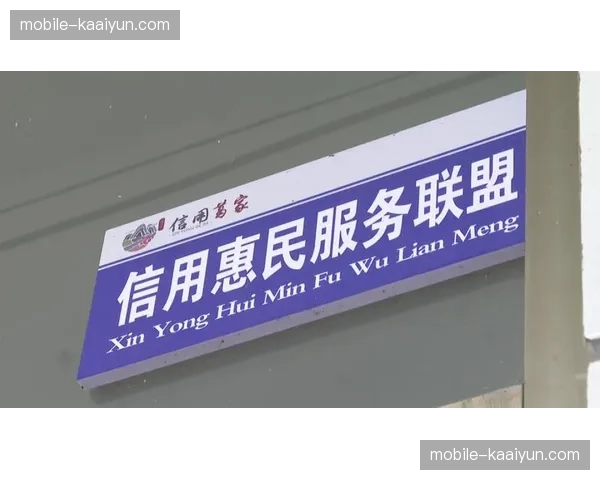 mobile-kaaiyun.com
信用葛家
信用惠民服务联盟
Xin Yong Hui Min Fu Wu Lian Meng
mobile-kaaiyun.com